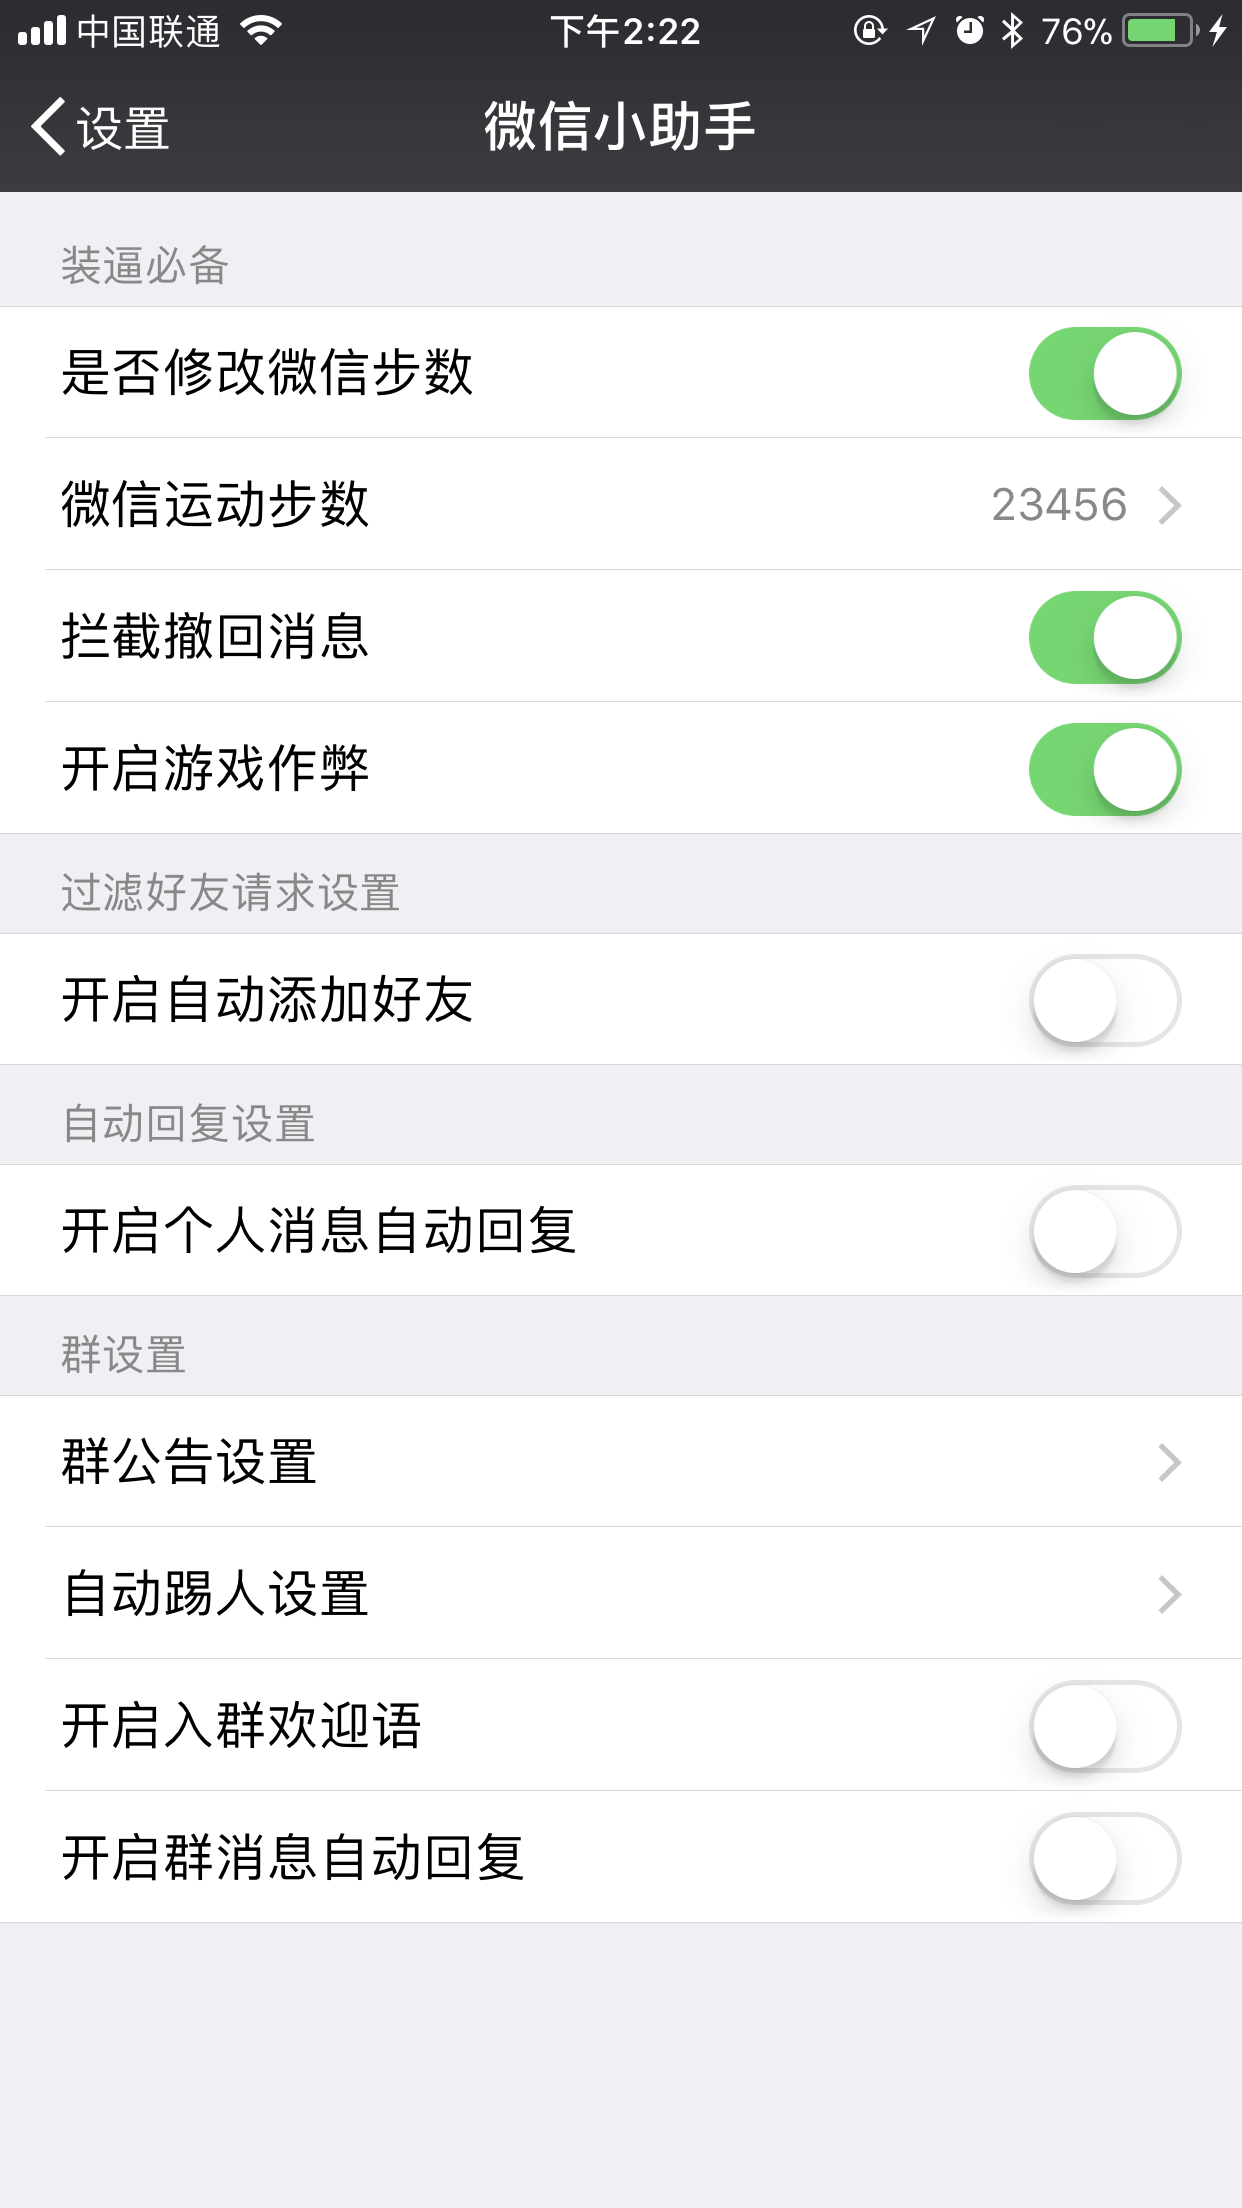 中国联通 下午2:22 76%
设置 微信小助手
装逼必备
是否修改微信步数
微信运动步数 23456
拦截撤回消息
开启游戏作弊
过滤好友请求设置
开启自动添加好友
自动回复设置
开启个人消息自动回复
群设置
群公告设置
自动踢人设置
开启入群欢迎语
开启群消息自动回复